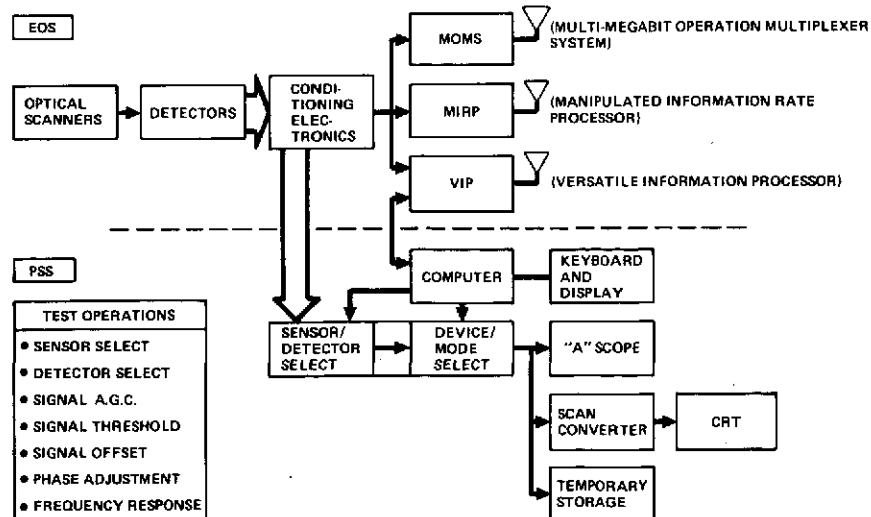 EOS
OPTICAL
SCANNERS
DETECTORS
CONDI-
TIONING
ELEC-
TRONICS
MOMS
(MULTI-MEGABIT OPERATION MULTIPLEXER
SYSTEM)
MIRP
(MANIPULATED INFORMATION RATE
PROCESSOR)
VIP
(VERSATILE INFORMATION PROCESSOR)
PSS
COMPUTER
KEYBOARD
AND
DISPLAY
TEST OPERATIONS
• SENSOR SELECT
• DETECTOR SELECT
• SIGNAL A.G.C.
• SIGNAL THRESHOLD
• SIGNAL OFFSET
• PHASE ADJUSTMENT
• FREQUENCY RESPONSE
SENSOR/
DETECTOR
SELECT
DEVICE/
MODE
SELECT
"A" SCOPE
SCAN
CONVERTER
CRT
TEMPORARY
STORAGE